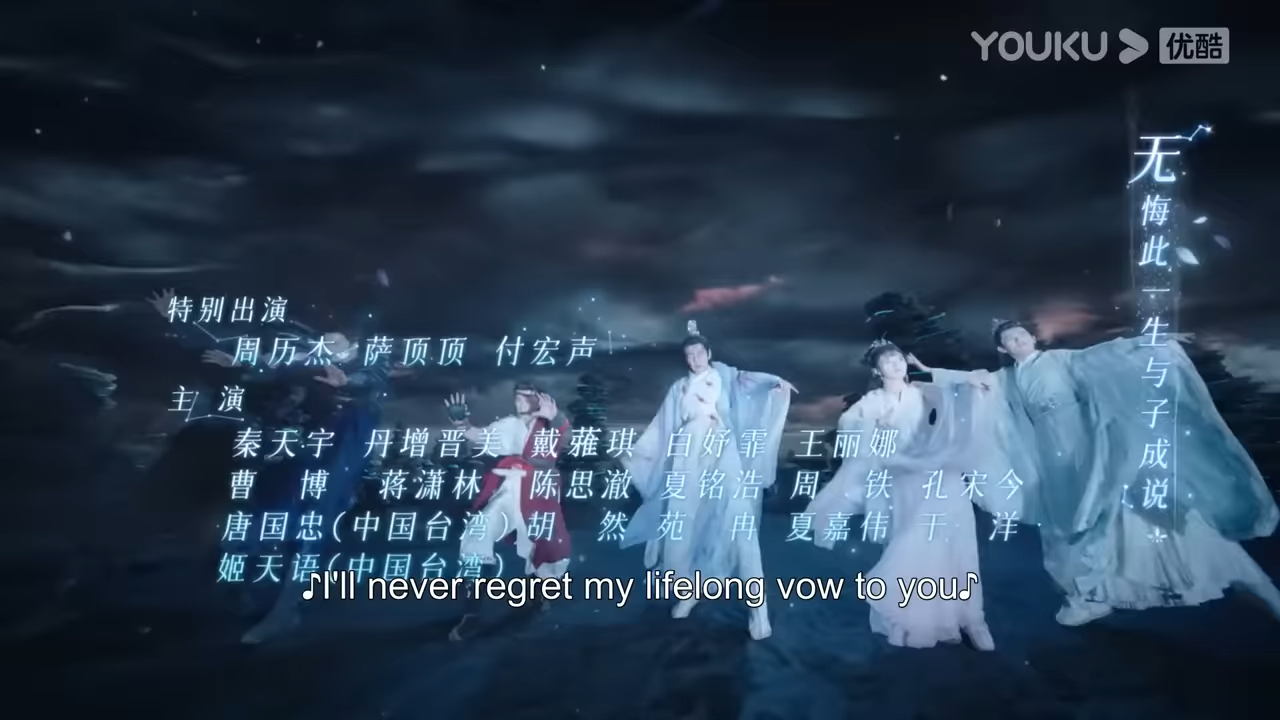 YOUKU 优酷
无悔此一生与子成说
特别出演
周历杰 萨顶顶 付宏声
主 演
秦天宇 丹增晋美 戴蕥琪 白妤霏 王丽娜
曹 博 蒋潇林 陈思澈 夏铭浩 周 铁 孔宋今
唐国忠(中国台湾) 胡 然 苑 冉 夏嘉伟 于 洋
姬天语(中国台湾)
♪I'll never regret my lifelong vow to you♪